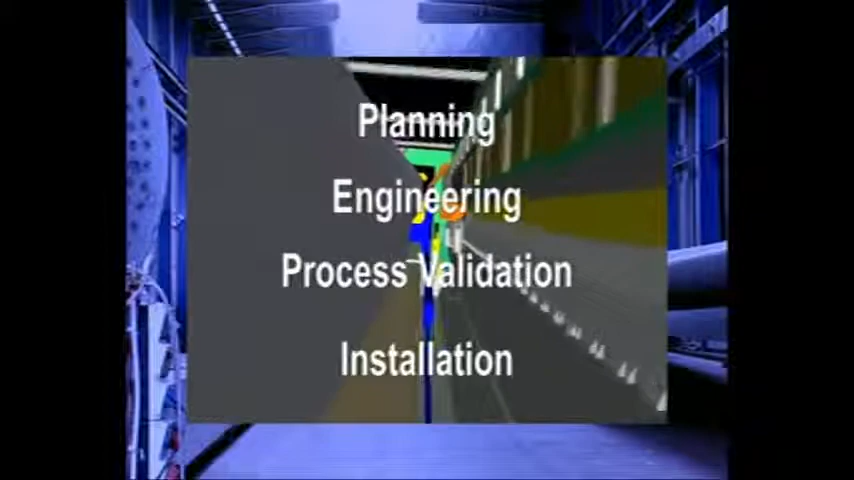 Planning
Engineering
Process Validation
Installation